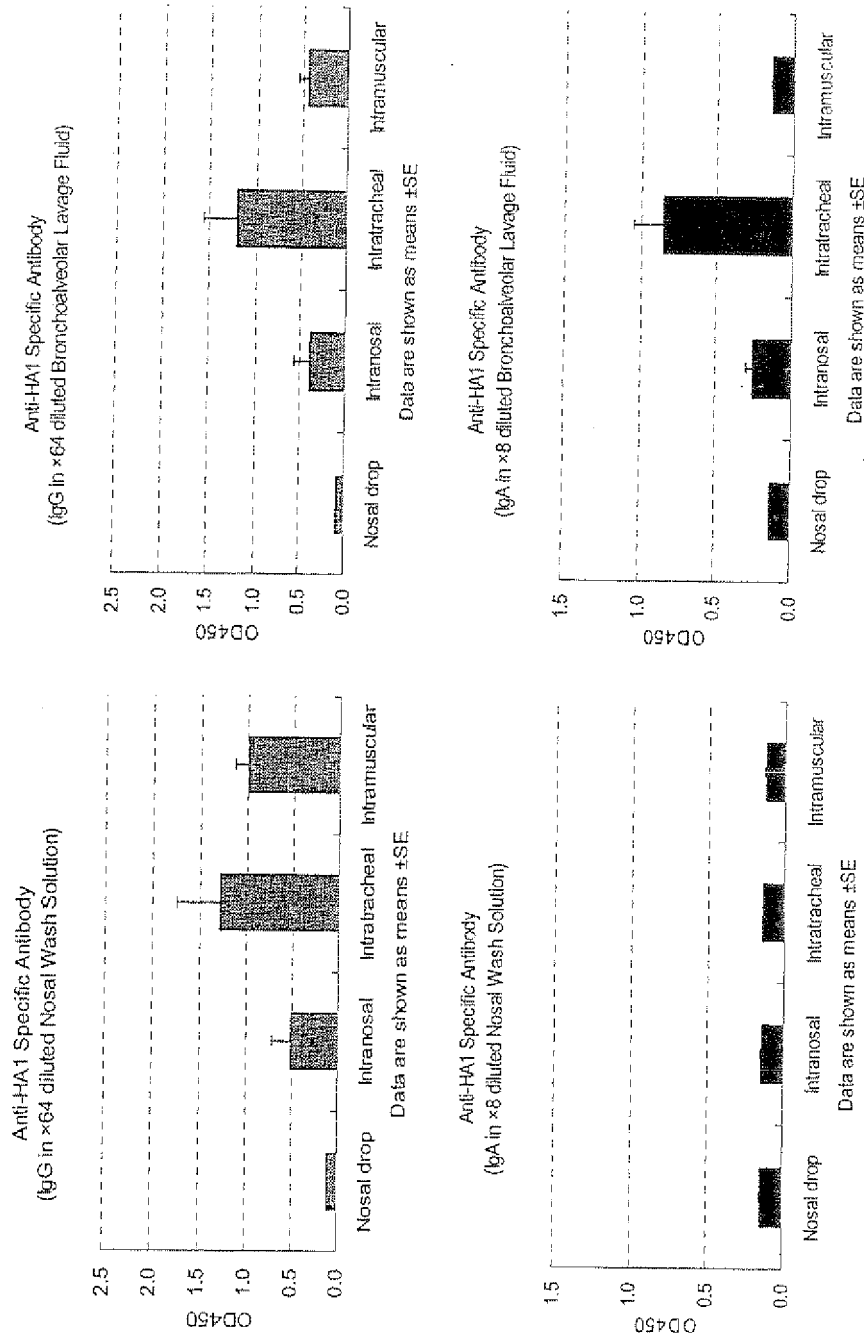 Anti-HA1 Specific Antibody
(IgG in ×64 diluted Nosal Wash Solution)
OD450
2.5
2.0
1.5
1.0
0.5
0.0
Nosal drop Intranosal Intratracheal Intramuscular
Data are shown as means ±SE
Anti-HA1 Specific Antibody
(IgG in ×64 diluted Bronchoalveolar Lavage Fluid)
OD450
2.5
2.0
1.5
1.0
0.5
0.0
Nosal drop Intranosal Intratracheal Intramuscular
Data are shown as means ±SE
Anti-HA1 Specific Antibody
(IgA in ×8 diluted Nosal Wash Solution)
OD450
1.5
1.0
0.5
0.0
Nosal drop Intranosal Intratracheal Intramuscular
Data are shown as means ±SE
Anti-HA1 Specific Antibody
(IgA in ×8 diluted Bronchoalveolar Lavage Fluid)
OD450
1.5
1.0
0.5
0.0
Nosal drop Intranosal Intratracheal Intramuscular
Data are shown as means ±SE